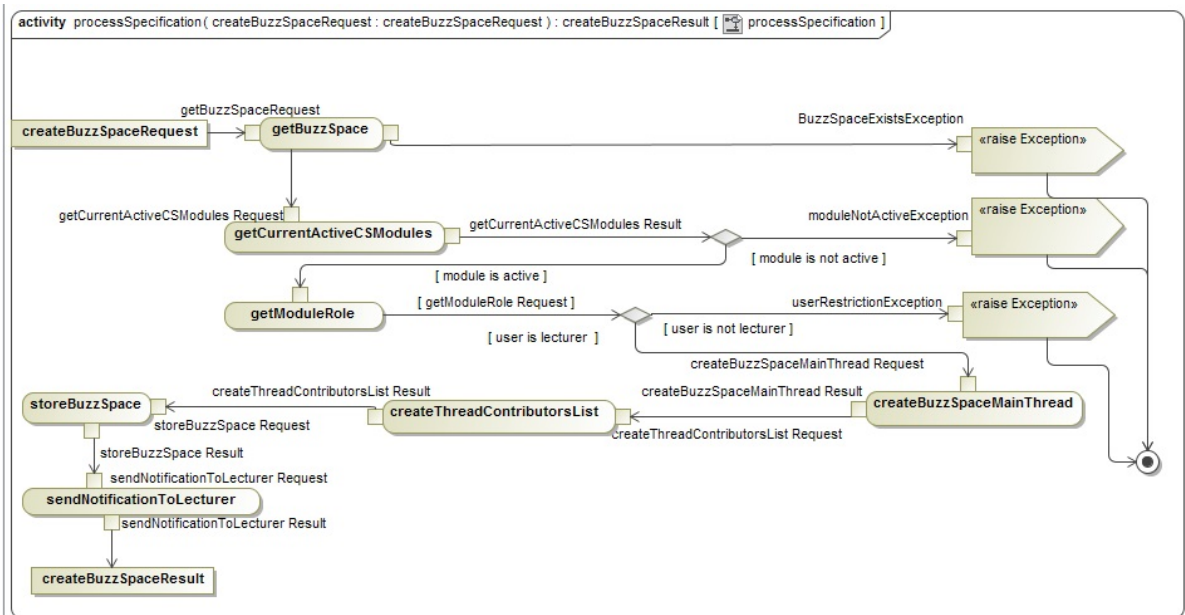 activity processSpecification( createBuzzSpaceRequest : createBuzzSpaceRequest ) : createBuzzSpaceResult [ processSpecification ]
getBuzzSpaceRequest
createBuzzSpaceRequest
getBuzzSpace
BuzzSpaceExistsException
«raise Exception»
getCurrentActiveCSModules Request
getCurrentActiveCSModules
getCurrentActiveCSModules Result
moduleNotActiveException
«raise Exception»
[ module is not active ]
[ module is active ]
getModuleRole
[ getModuleRole Request ]
userRestrictionException
«raise Exception»
[ user is lecturer ]
[ user is not lecturer ]
createBuzzSpaceMainThread Request
storeBuzzSpace
createThreadContributorsList Result
createBuzzSpaceMainThread Result
createBuzzSpaceMainThread
createThreadContributorsList
storeBuzzSpace Request
createThreadContributorsList Request
storeBuzzSpace Result
sendNotificationToLecturer Request
sendNotificationToLecturer
sendNotificationToLecturer Result
createBuzzSpaceResult